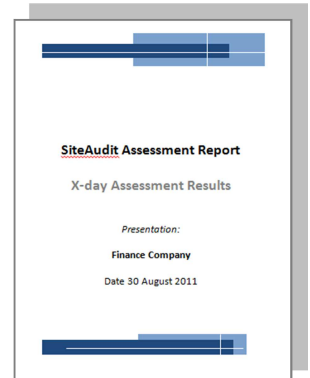 SiteAudit Assessment Report
X-day Assessment Results
Presentation:
Finance Company
Date 30 August 2011